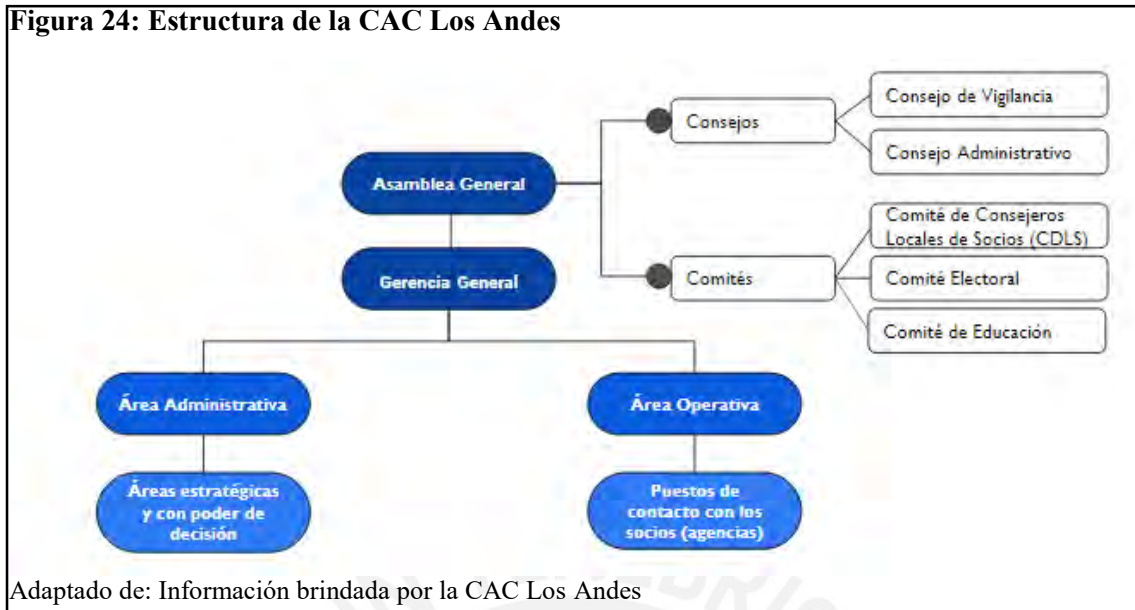 Figura 24: Estructura de la CAC Los Andes
Consejos
Consejo de Vigilancia
Consejo Administrativo
Asamblea General
Comité de Consejeros
Locales de Socios (CDLS)
Gerencia General
Comités
Comité Electoral
Comité de Educación
Área Administrativa
Área Operativa
Áreas estratégicas
y con poder de
decisión
Puestos de
contacto con los
socios (agencias)
Adaptado de: Información brindada por la CAC Los Andes